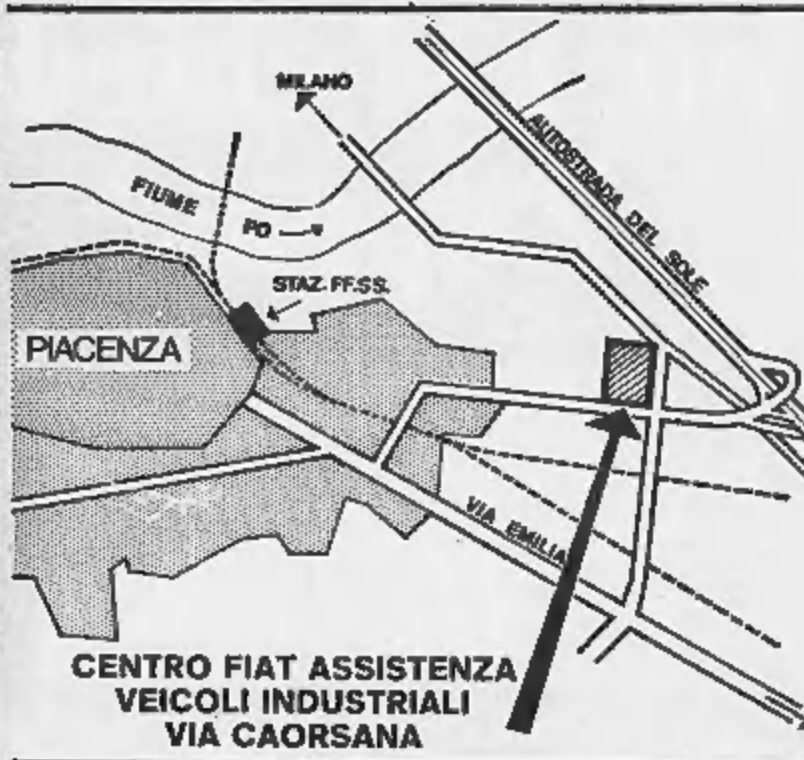 MILANO
AUTOSTRADA DEL SOLE
FIUME PO
STAZ. FF.SS.
PIACENZA
VIA EMILIA
CENTRO FIAT ASSISTENZA
VEICOLI INDUSTRIALI
VIA CAORSANA